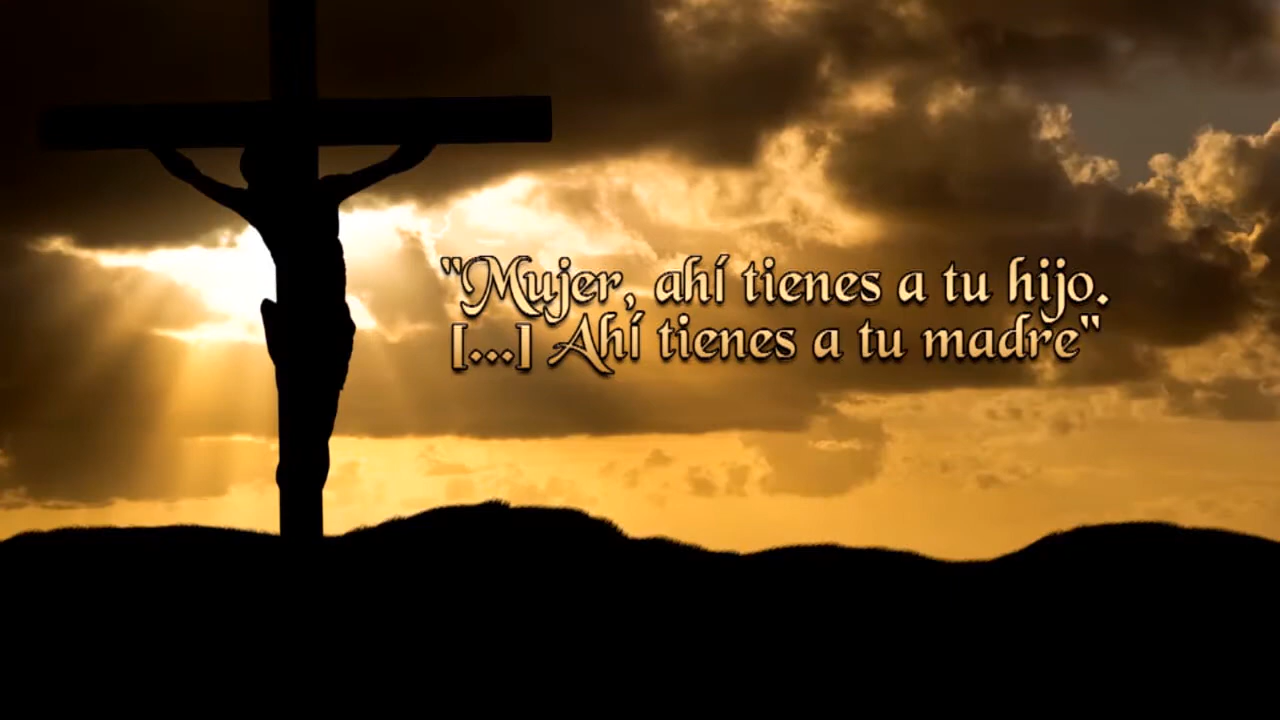 "Mujer, ahí tienes a tu hijo.
[...] Ahí tienes a tu madre"